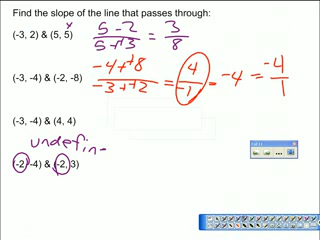 Find the slope of the line that passes through:
(-3, 2) & (5, 5) 5 - 2 / 5 + +3 = 3 / 8
(-3, -4) & (-2, -8) -4 + +8 / -3 + +2 = 4 / -1 = -4 = -4 / 1
(-3, -4) & (4, 4)
undefin
(-2, -4) & (-2, 3)